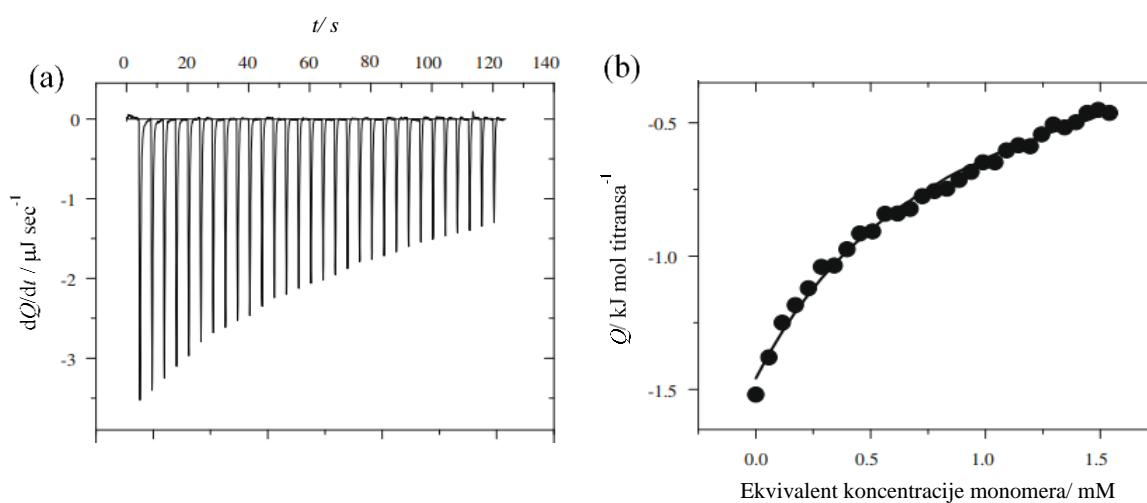 t/ s
0 20 40 60 80 100 120 140
(a)
0
-1
-2
-3
dQ/dt / µJ sec⁻¹
(b)
-0.5
-1.0
-1.5
Q/ kJ mol titransa⁻¹
0.0 0.5 1.0 1.5
Ekvivalent koncentracije monomera/ mM